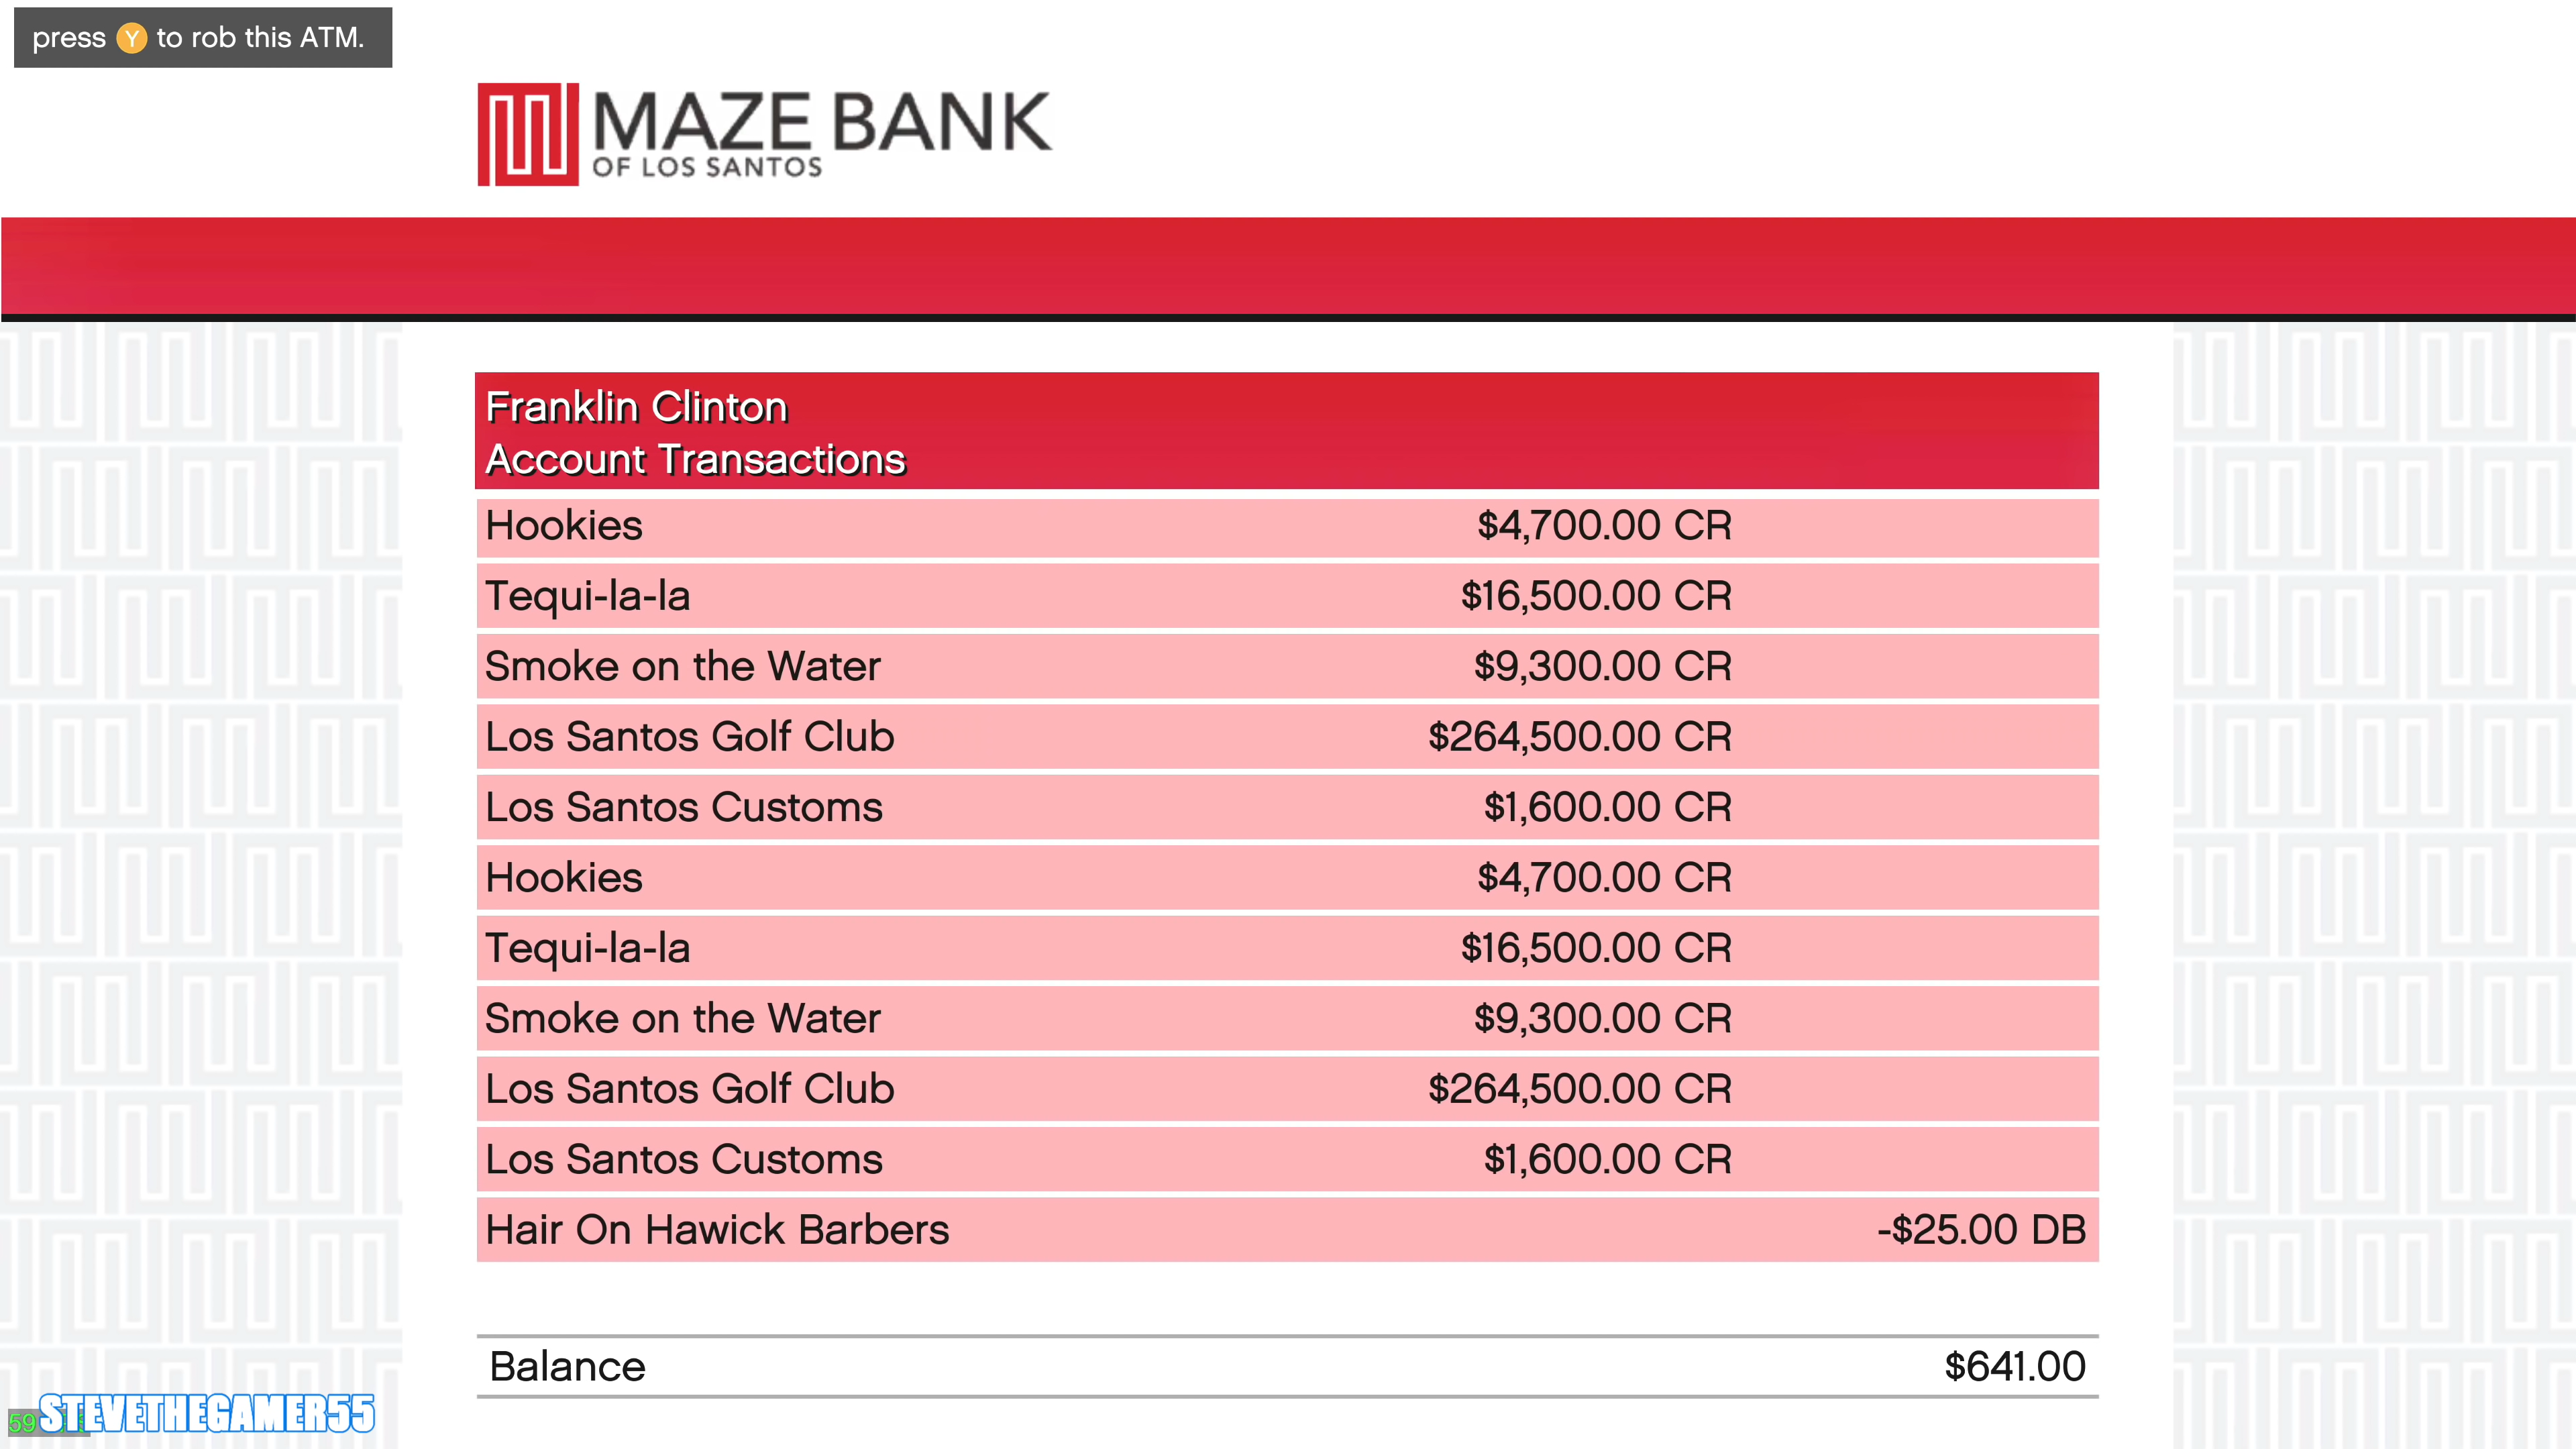 press Y to rob this ATM.
MAZE BANK
OF LOS SANTOS
Franklin Clinton
Account Transactions
Hookies $4,700.00 CR
Tequi-la-la $16,500.00 CR
Smoke on the Water $9,300.00 CR
Los Santos Golf Club $264,500.00 CR
Los Santos Customs $1,600.00 CR
Hookies $4,700.00 CR
Tequi-la-la $16,500.00 CR
Smoke on the Water $9,300.00 CR
Los Santos Golf Club $264,500.00 CR
Los Santos Customs $1,600.00 CR
Hair On Hawick Barbers -$25.00 DB
Balance $641.00
59 STEVETHEGAMER55